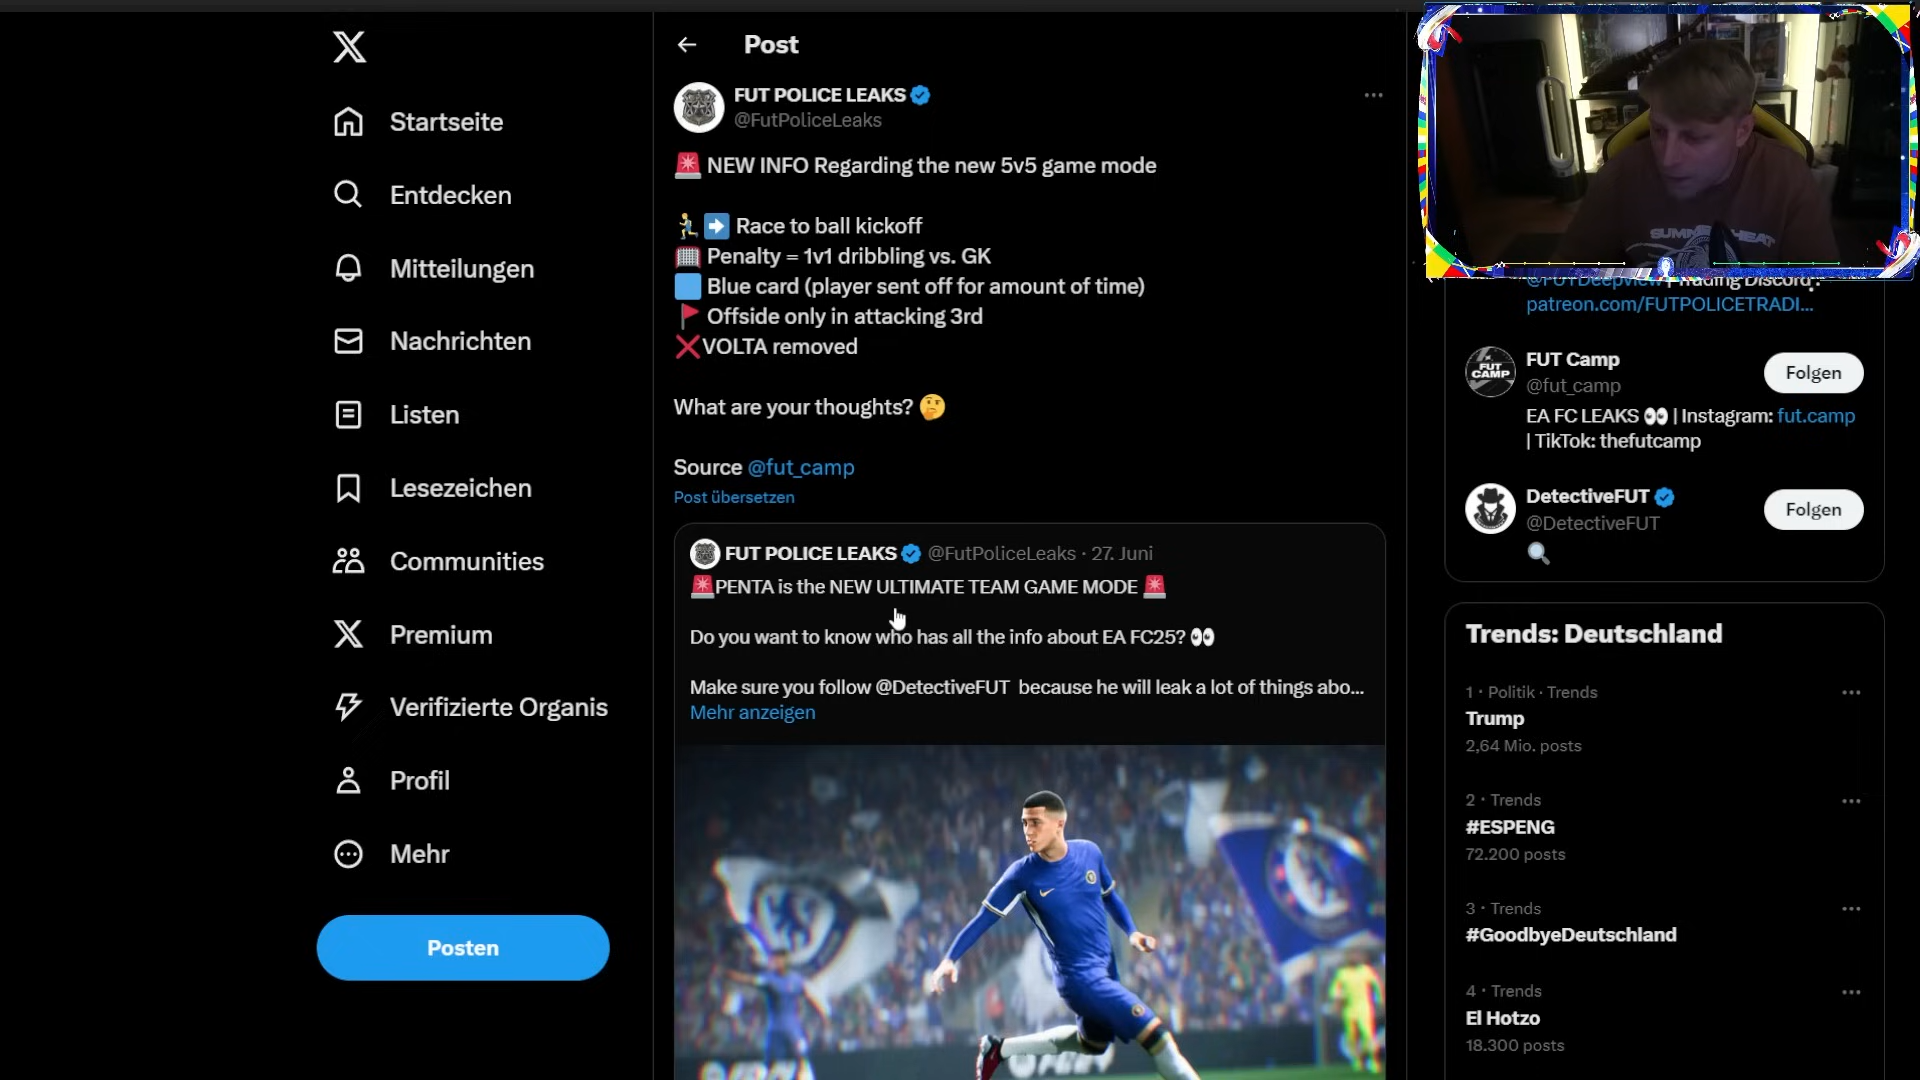 Startseite
Entdecken
Mitteilungen
Nachrichten
Listen
Lesezeichen
Communities
Premium
Verifizierte Organis
Profil
Mehr
Posten
Post
FUT POLICE LEAKS
@FutPoliceLeaks
NEW INFO Regarding the new 5v5 game mode
Race to ball kickoff
Penalty = 1v1 dribbling vs. GK
Blue card (player sent off for amount of time)
Offside only in attacking 3rd
VOLTA removed
What are your thoughts?
Source @fut_camp
Post übersetzen
FUT POLICE LEAKS @FutPoliceLeaks · 27. Juni
PENTA is the NEW ULTIMATE TEAM GAME MODE
Do you want to know who has all the info about EA FC25?
Make sure you follow @DetectiveFUT because he will leak a lot of things abo...
Mehr anzeigen
@FUTDeepview | Trading Discord:
patreon.com/FUTPOLICETRADI...
FUT CAMP
FUT Camp
@fut_camp
Folgen
EA FC LEAKS | Instagram: fut.camp
| TikTok: thefutcamp
DetectiveFUT
@DetectiveFUT
Folgen
Trends: Deutschland
1 · Politik · Trends
Trump
2,64 Mio. posts
2 · Trends
#ESPENG
72.200 posts
3 · Trends
#GoodbyeDeutschland
4 · Trends
El Hotzo
18.300 posts